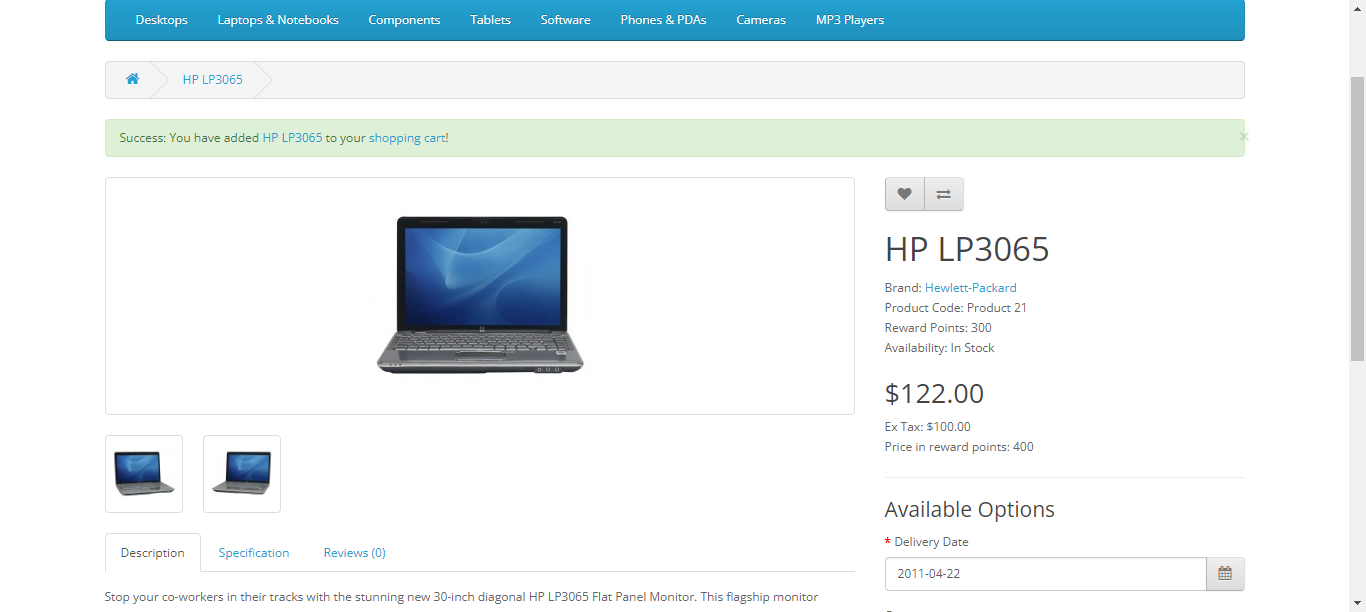 Desktops Laptops & Notebooks Components Tablets Software Phones & PDAs Cameras MP3 Players
HP LP3065
Success: You have added HP LP3065 to your shopping cart!
×
HP LP3065
Brand: Hewlett-Packard
Product Code: Product 21
Reward Points: 300
Availability: In Stock
$122.00
Ex Tax: $100.00
Price in reward points: 400
Available Options
* Delivery Date
2011-04-22
Description Specification Reviews (0)
Stop your co-workers in their tracks with the stunning new 30-inch diagonal HP LP3065 Flat Panel Monitor. This flagship monitor